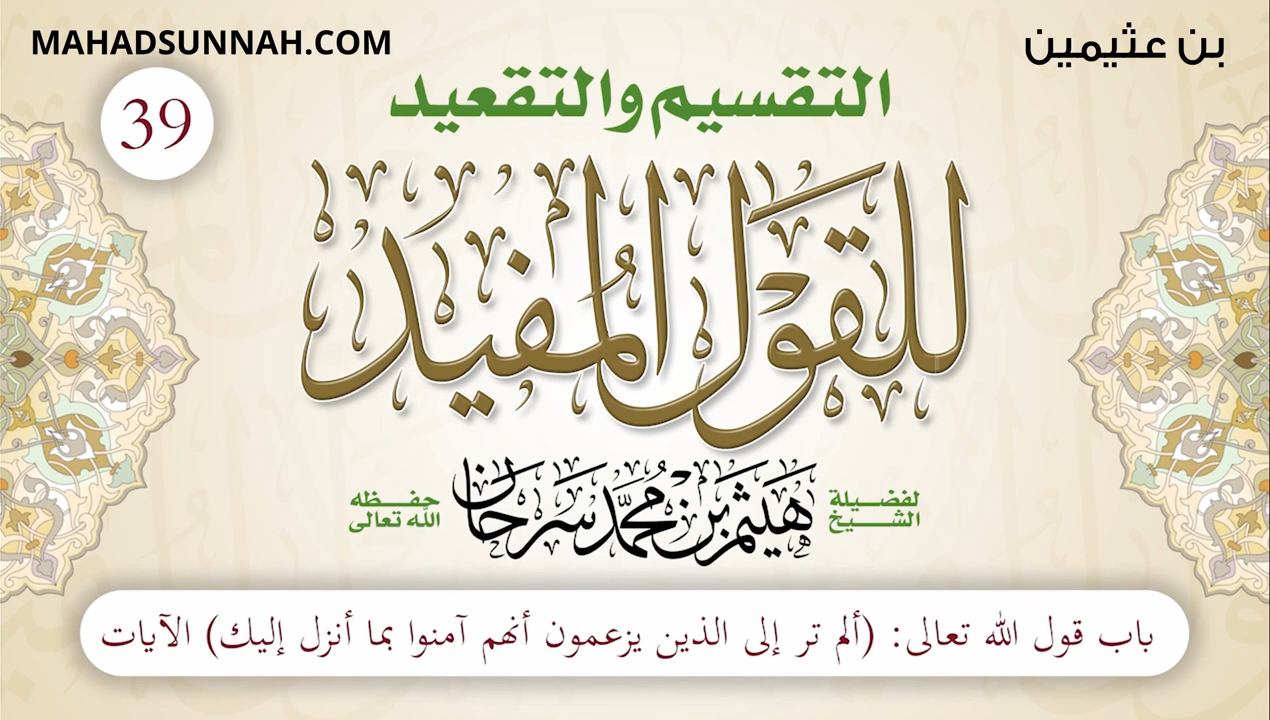 MAHADSUNNAH.COM
بن عثيمين
39
التقسيم والتقعيد
للقول المفيد
لفضيلة الشيخ
هيثم بن محمد سرحان
حفظه الله تعالى
باب قول الله تعالى: (ألم تر إلى الذين يزعمون أنهم آمنوا بما أنزل إليك) الآيات